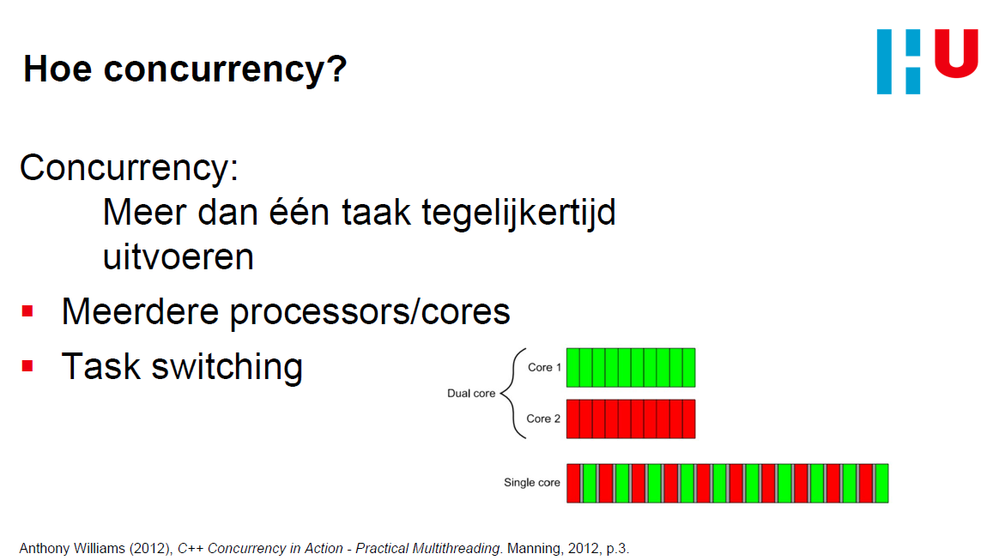 Hoe concurrency?
HU
Concurrency:
Meer dan één taak tegelijkertijd
uitvoeren
Meerdere processors/cores
Task switching
Dual core
Core 1
Core 2
Single core
Anthony Williams (2012), C++ Concurrency in Action - Practical Multithreading. Manning, 2012, p.3.